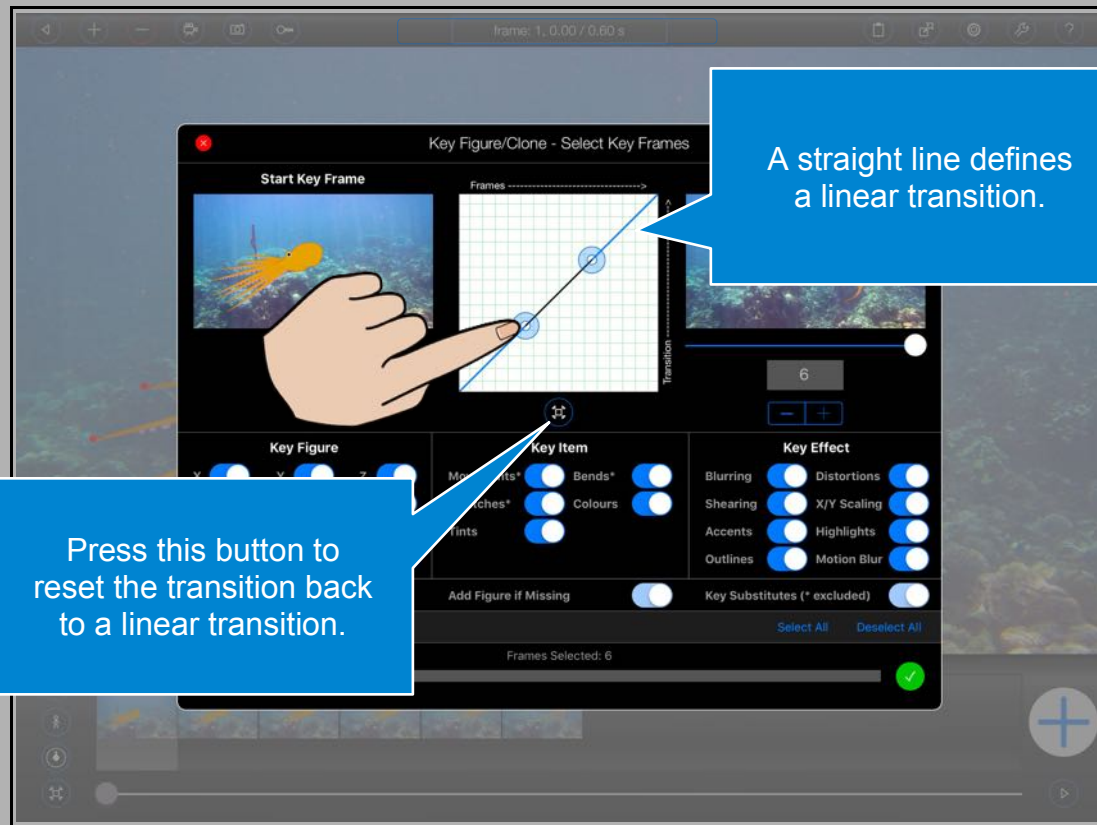 frame: 1, 0.00 / 0.60 s
Key Figure/Clone - Select Key Frames
A straight line defines
a linear transition.
Start Key Frame
Frames
Transition
6
Key Figure
X Y Z
Key Item
Bends*
Colours
Tints
Key Effect
Blurring Distortions
Shearing X/Y Scaling
Accents Highlights
Outlines Motion Blur
Press this button to
reset the transition back
to a linear transition.
Add Figure if Missing
Key Substitutes (* excluded)
Select All Deselect All
Frames Selected: 6